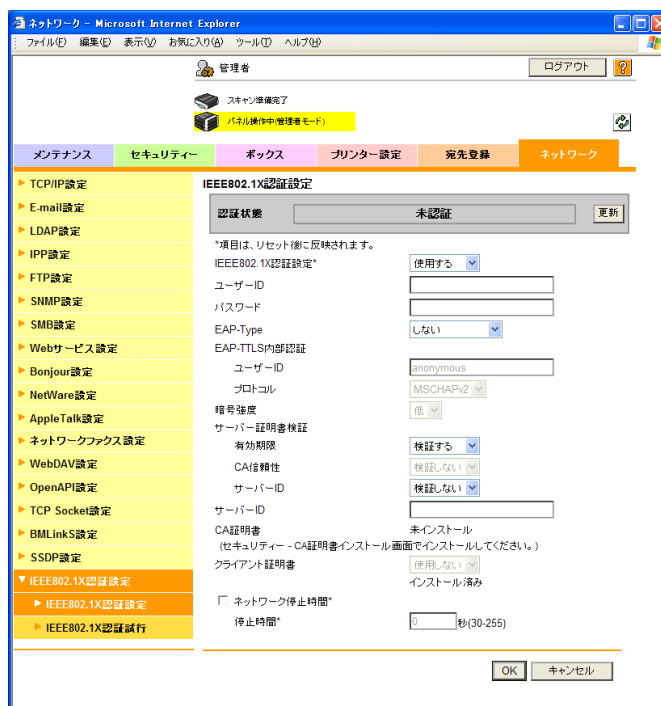 ネットワーク - Microsoft Internet Explorer
ファイル(F) 編集(E) 表示(V) お気に入り(A) ツール(T) ヘルプ(H)
管理者
ログアウト
?
スキャン準備完了
パネル操作中(管理者モード)
メンテナンス
セキュリティー
ボックス
プリンター設定
宛先登録
ネットワーク
TCP/IP設定
E-mail設定
LDAP設定
IPP設定
FTP設定
SNMP設定
SMB設定
Webサービス設定
Bonjour設定
NetWare設定
AppleTalk設定
ネットワークファクス設定
WebDAV設定
OpenAPI設定
TCP Socket設定
BMLinkS設定
SSDP設定
IEEE802.1X認証設定
IEEE802.1X認証設定
IEEE802.1X認証試行
IEEE802.1X認証設定
認証状態 未認証 更新
*項目は、リセット後に反映されます。
IEEE802.1X認証設定* 使用する
ユーザーID
パスワード
EAP-Type しない
EAP-TTLS内部認証
ユーザーID anonymous
プロトコル MSCHAPv2
暗号強度 低
サーバー証明書検証
有効期限 検証する
CA信頼性 検証しない
サーバーID 検証しない
サーバーID
CA証明書 未インストール
(セキュリティー - CA証明書インストール画面でインストールしてください。)
クライアント証明書 使用しない
インストール済み
ネットワーク停止時間*
停止時間* 0 秒(30-255)
OK キャンセル